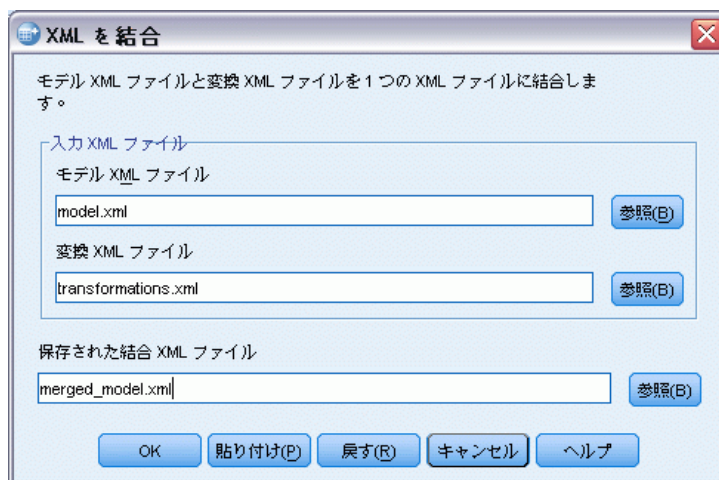 XML を結合
モデル XML ファイルと変換 XML ファイルを1つの XML ファイルに結合しま
す。
入力 XML ファイル
モデル XML ファイル
model.xml
参照(B)
変換 XML ファイル
transformations.xml
参照(B)
保存された結合 XML ファイル
merged_model.xml
参照(B)
OK 貼り付け(P) 戻す(R) キャンセル ヘルプ